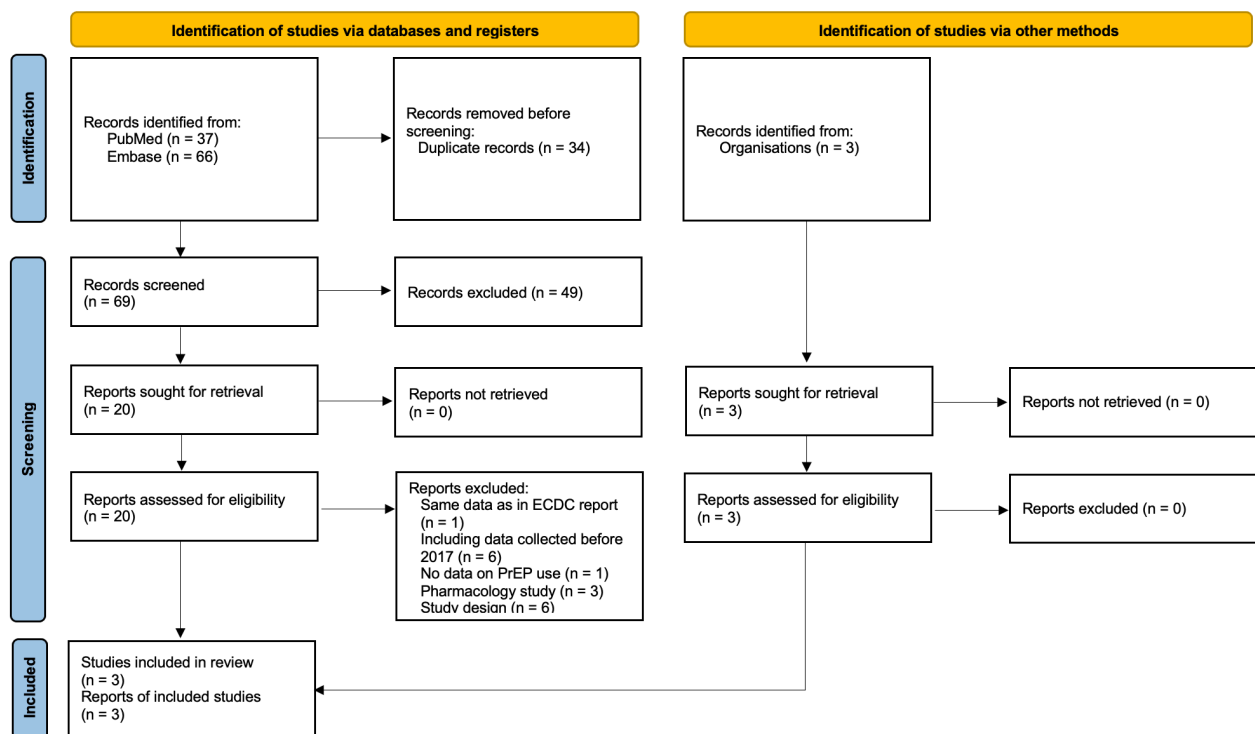 Identification of studies via databases and registers
Identification of studies via other methods
Identification
Records identified from:
PubMed (n = 37)
Embase (n = 66)
Records removed before
screening:
Duplicate records (n = 34)
Records identified from:
Organisations (n = 3)
Screening
Records screened
(n = 69)
Records excluded (n = 49)
Reports sought for retrieval
(n = 20)
Reports not retrieved
(n = 0)
Reports sought for retrieval
(n = 3)
Reports not retrieved (n = 0)
Reports assessed for eligibility
(n = 20)
Reports excluded:
Same data as in ECDC report
(n = 1)
Including data collected before
2017 (n = 6)
No data on PrEP use (n = 1)
Pharmacology study (n = 3)
Study design (n = 6)
Reports assessed for eligibility
(n = 3)
Reports excluded (n = 0)
Included
Studies included in review
(n = 3)
Reports of included studies
(n = 3)